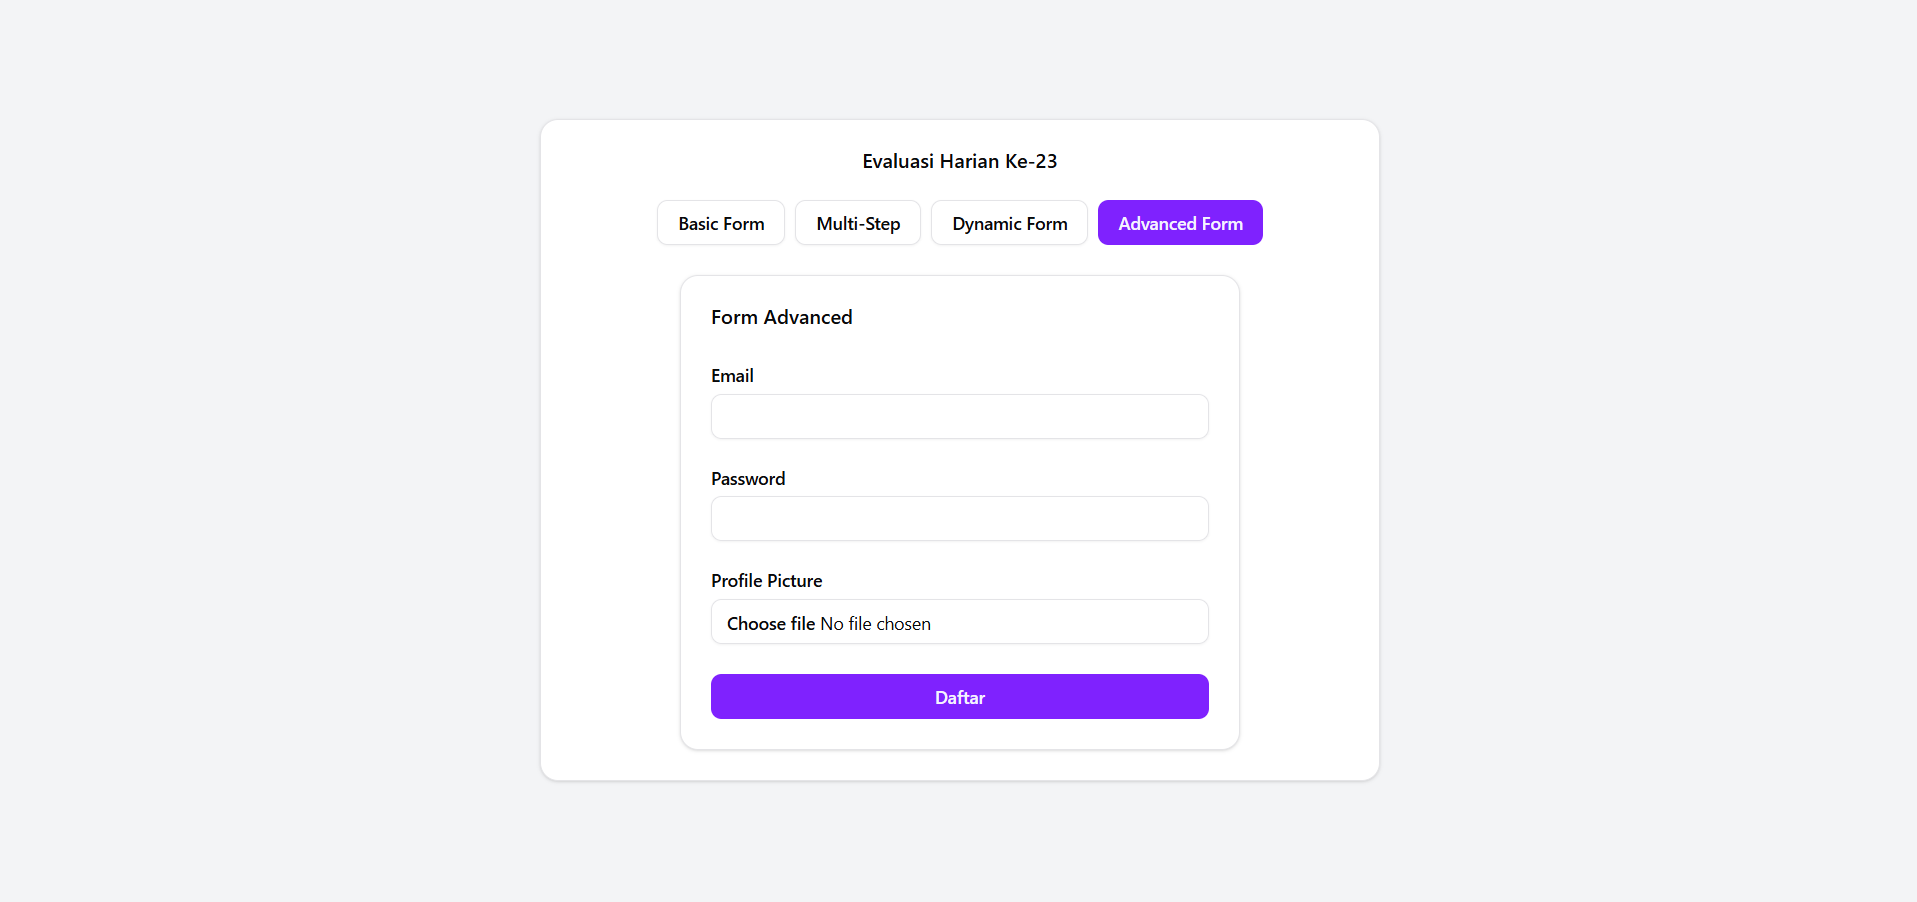 Evaluasi Harian Ke-23
Basic Form Multi-Step Dynamic Form Advanced Form
Form Advanced
Email
Password
Profile Picture
Choose file No file chosen
Daftar